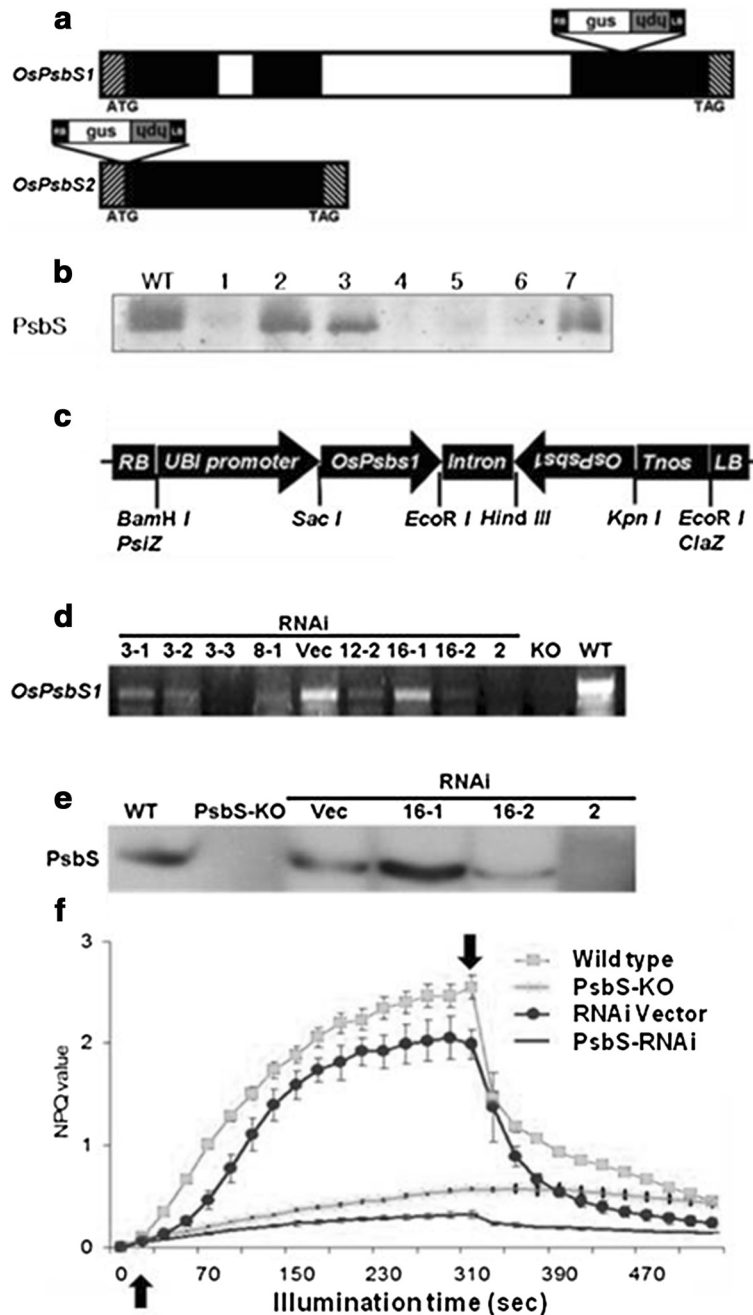 a
RB gus hph LB
OsPsbS1
ATG TAG
RB gus hph LB
OsPsbS2
ATG TAG
b
WT 1 2 3 4 5 6 7
PsbS
c
RB UBI promoter OsPsbs1 Intron OsPsbs1 Tnos LB
BamH I Sac I EcoR I Hind III Kpn I EcoR I
PsiZ ClaZ
d
RNAi
3-1 3-2 3-3 8-1 Vec 12-2 16-1 16-2 2 KO WT
OsPsbS1
e
RNAi
WT PsbS-KO Vec 16-1 16-2 2
PsbS
f
3
2
1
0
NPQ value
Wild type
PsbS-KO
RNAi Vector
PsbS-RNAi
0 70 150 230 310 390 470
Illumination time (sec)